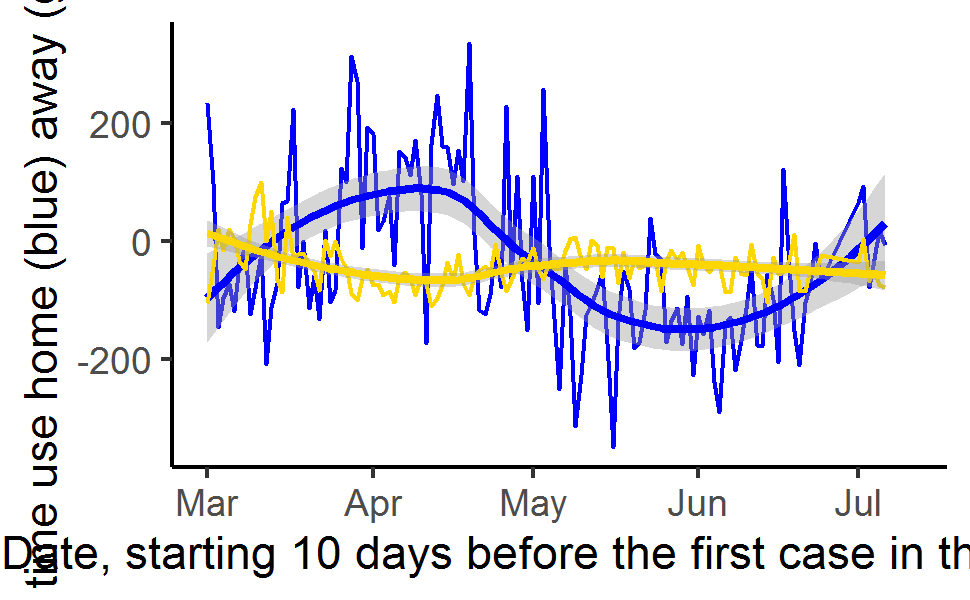 time use home (blue) away (
200
0
-200
Mar Apr May Jun Jul
Date, starting 10 days before the first case in th